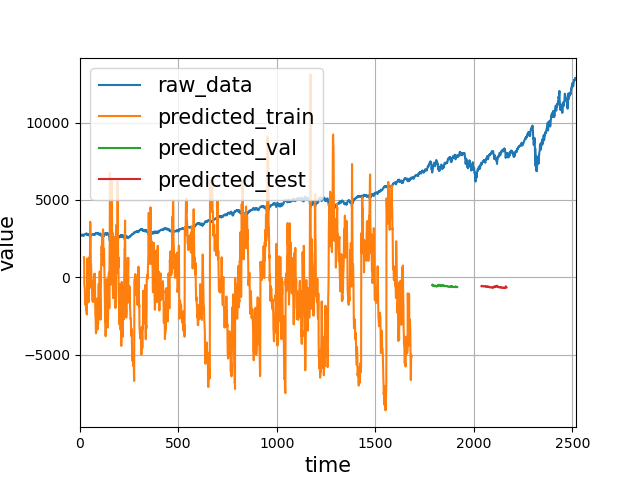 raw_data
predicted_train
predicted_val
predicted_test
value
10000
5000
0
−5000
0 500 1000 1500 2000 2500
time